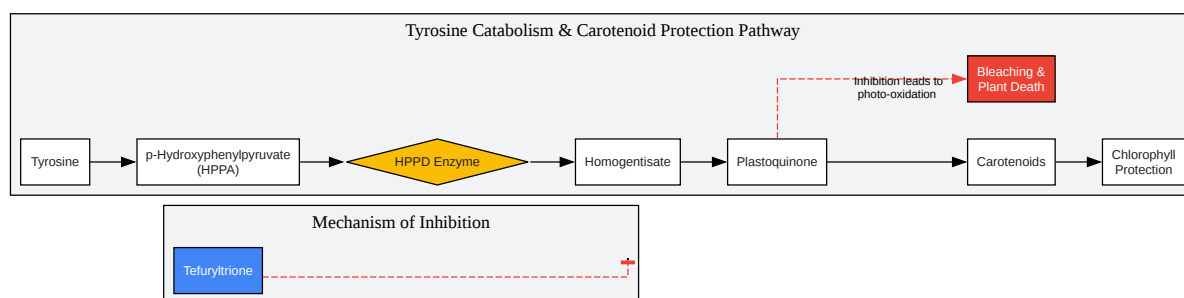 Tyrosine Catabolism & Carotenoid Protection Pathway
Bleaching &
Plant Death
Inhibition leads to
photo-oxidation
Tyrosine
p-Hydroxyphenylpyruvate
(HPPA)
HPPD Enzyme
Homogentisate
Plastoquinone
Carotenoids
Chlorophyll
Protection
Mechanism of Inhibition
Tefuryltrione